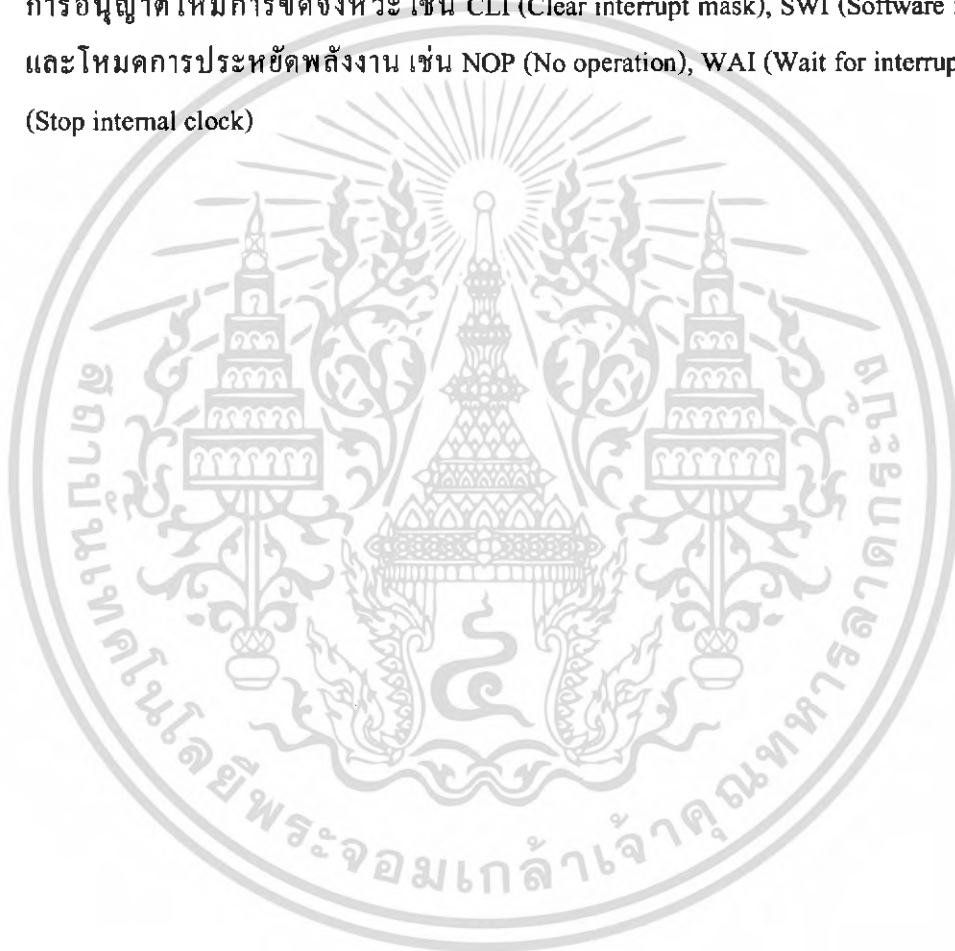 การอนุญาตให้มีการขัดจังหวะ เช่น CLI (Clear interrupt mask), SWI (Software
และโหมดการประหยัดพลังงาน เช่น NOP (No operation), WAI (Wait for interrup
(Stop internal clock)
สถาบันเทคโนโลยีพระจอมเกล้าเจ้าคุณทหารลาดกระบัง
๔